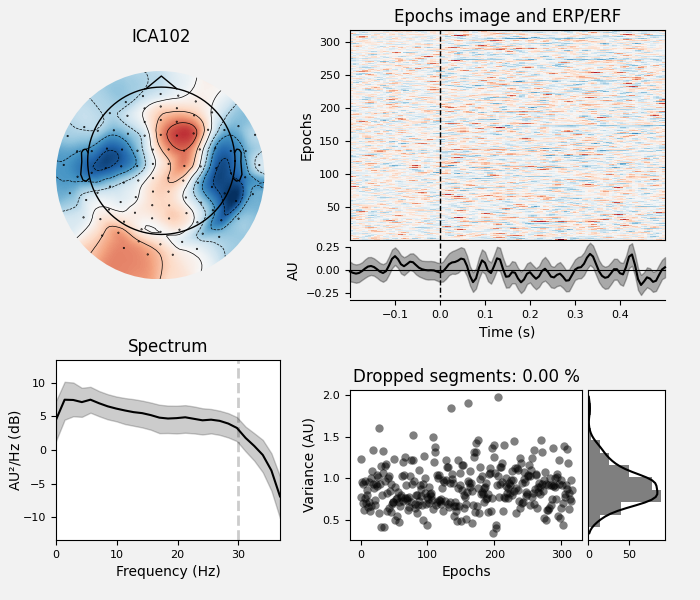 ICA102
Epochs image and ERP/ERF
Epochs
300
250
200
150
100
50
AU
0.25
0.00
−0.25
−0.1 0.0 0.1 0.2 0.3 0.4
Time (s)
Spectrum
AU²/Hz (dB)
10
5
0
−5
−10
0 10 20 30
Frequency (Hz)
Dropped segments: 0.00 %
Variance (AU)
2.0
1.5
1.0
0.5
0 100 200 300
Epochs
0 50